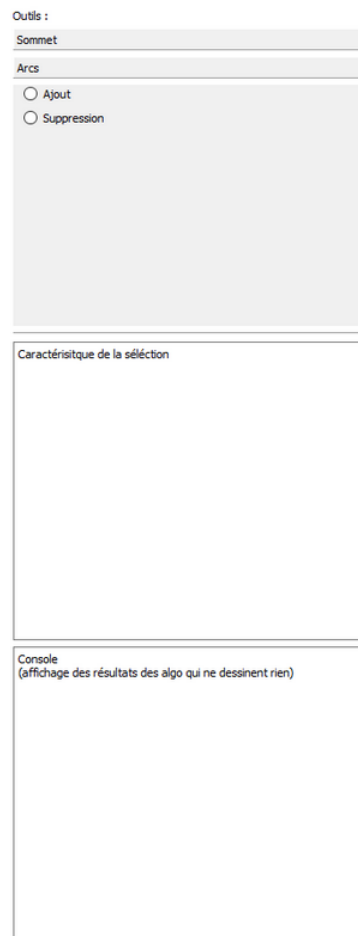 Outils :
Sommet
Arcs
Ajout
Suppression
Caractérisitque de la séléction
Console
(affichage des résultats des algo qui ne dessinent rien)